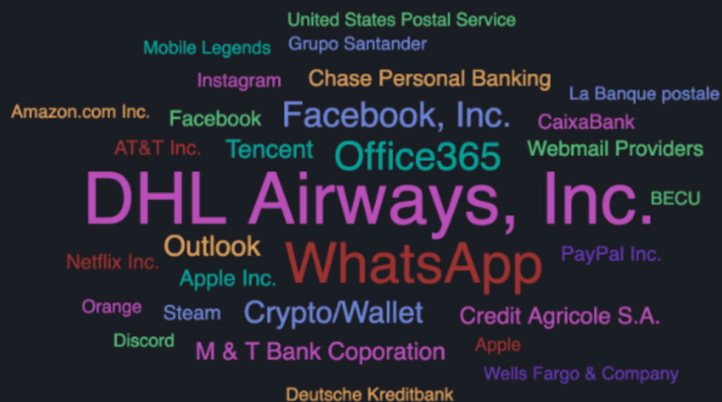 United States Postal Service
Mobile Legends
Grupo Santander
Instagram
Chase Personal Banking
La Banque postale
Amazon.com Inc.
Facebook
Facebook, Inc.
CaixaBank
AT&T Inc.
Tencent
Office365
Webmail Providers
DHL Airways, Inc.
BECU
Netflix Inc.
Outlook
WhatsApp
PayPal Inc.
Apple Inc.
Orange
Steam
Crypto/Wallet
Credit Agricole S.A.
Discord
M & T Bank Coporation
Apple
Wells Fargo & Company
Deutsche Kreditbank